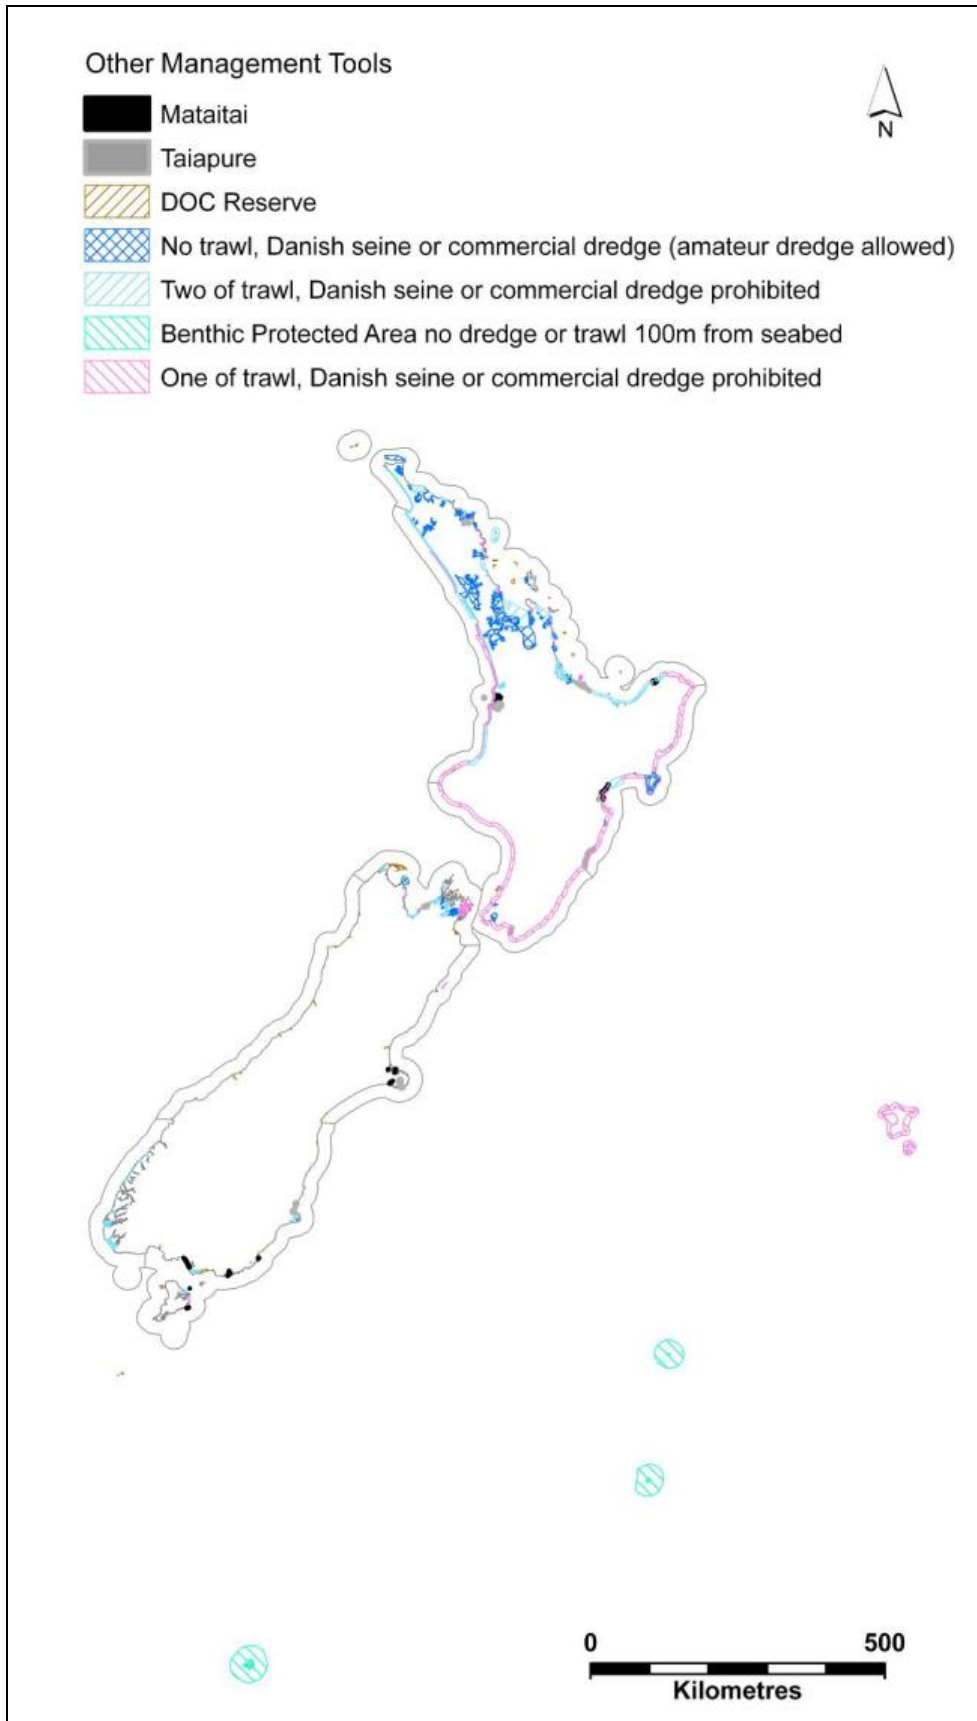 Other Management Tools
Mataitai
Taiapure
DOC Reserve
No trawl, Danish seine or commercial dredge (amateur dredge allowed)
Two of trawl, Danish seine or commercial dredge prohibited
Benthic Protected Area no dredge or trawl 100m from seabed
One of trawl, Danish seine or commercial dredge prohibited
N
0 500
Kilometres